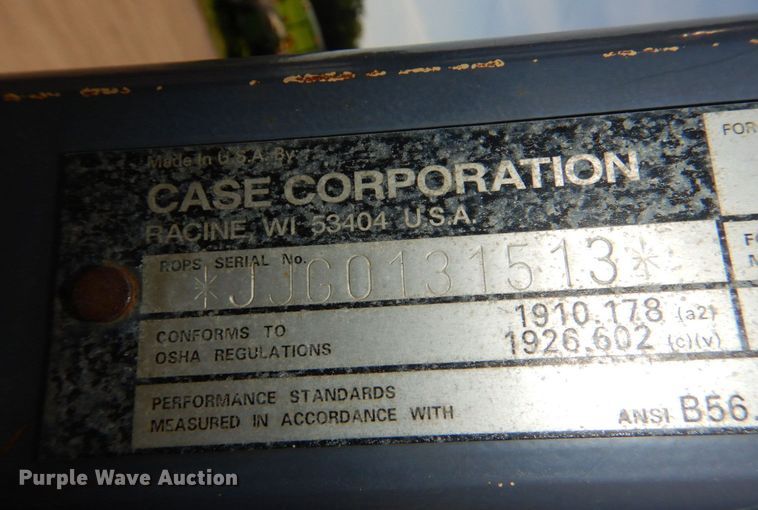 Made in U.S.A. By
CASE CORPORATION
RACINE, WI 53404 U.S.A.
ROPS SERIAL No.
*JJG0131513*
CONFORMS TO
OSHA REGULATIONS
1910.178 (a2)
1926.602 (c)(v)
PERFORMANCE STANDARDS
MEASURED IN ACCORDANCE WITH
ANSI B56.
FOR
Purple Wave Auction